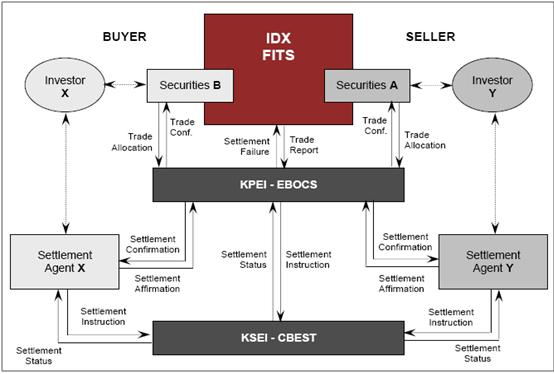 BUYER
IDX
FITS
SELLER
Investor
X
Securities B
Securities A
Investor
Y
Trade
Conf.
Trade
Allocation
Settlement
Failure
Trade
Report
Trade
Conf.
Trade
Allocation
KPEI - EBOCS
Settlement
Confirmation
Settlement
Affirmation
Settlement
Status
Settlement
Instruction
Settlement
Confirmation
Settlement
Affirmation
Settlement
Agent X
Settlement
Agent Y
Settlement
Instruction
Settlement
Status
KSEI - CBEST
Settlement
Instruction
Settlement
Status